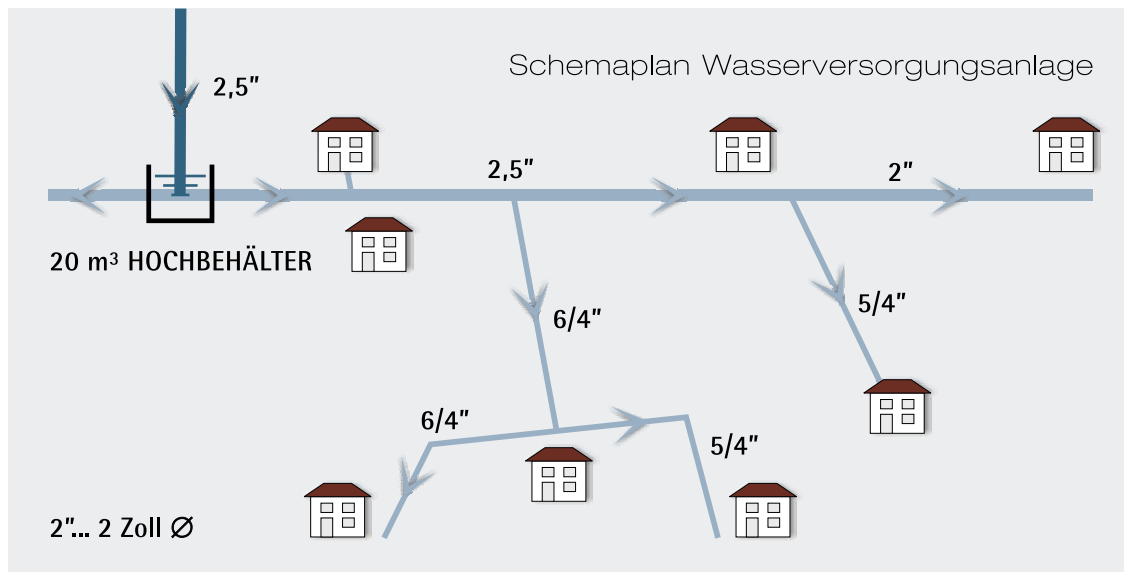 Schemaplan Wasserversorgungsanlage
2,5″
2,5″
2″
20 m³ HOCHBEHÄLTER
6/4″
5/4″
6/4″
5/4″
2″... 2 Zoll Ø